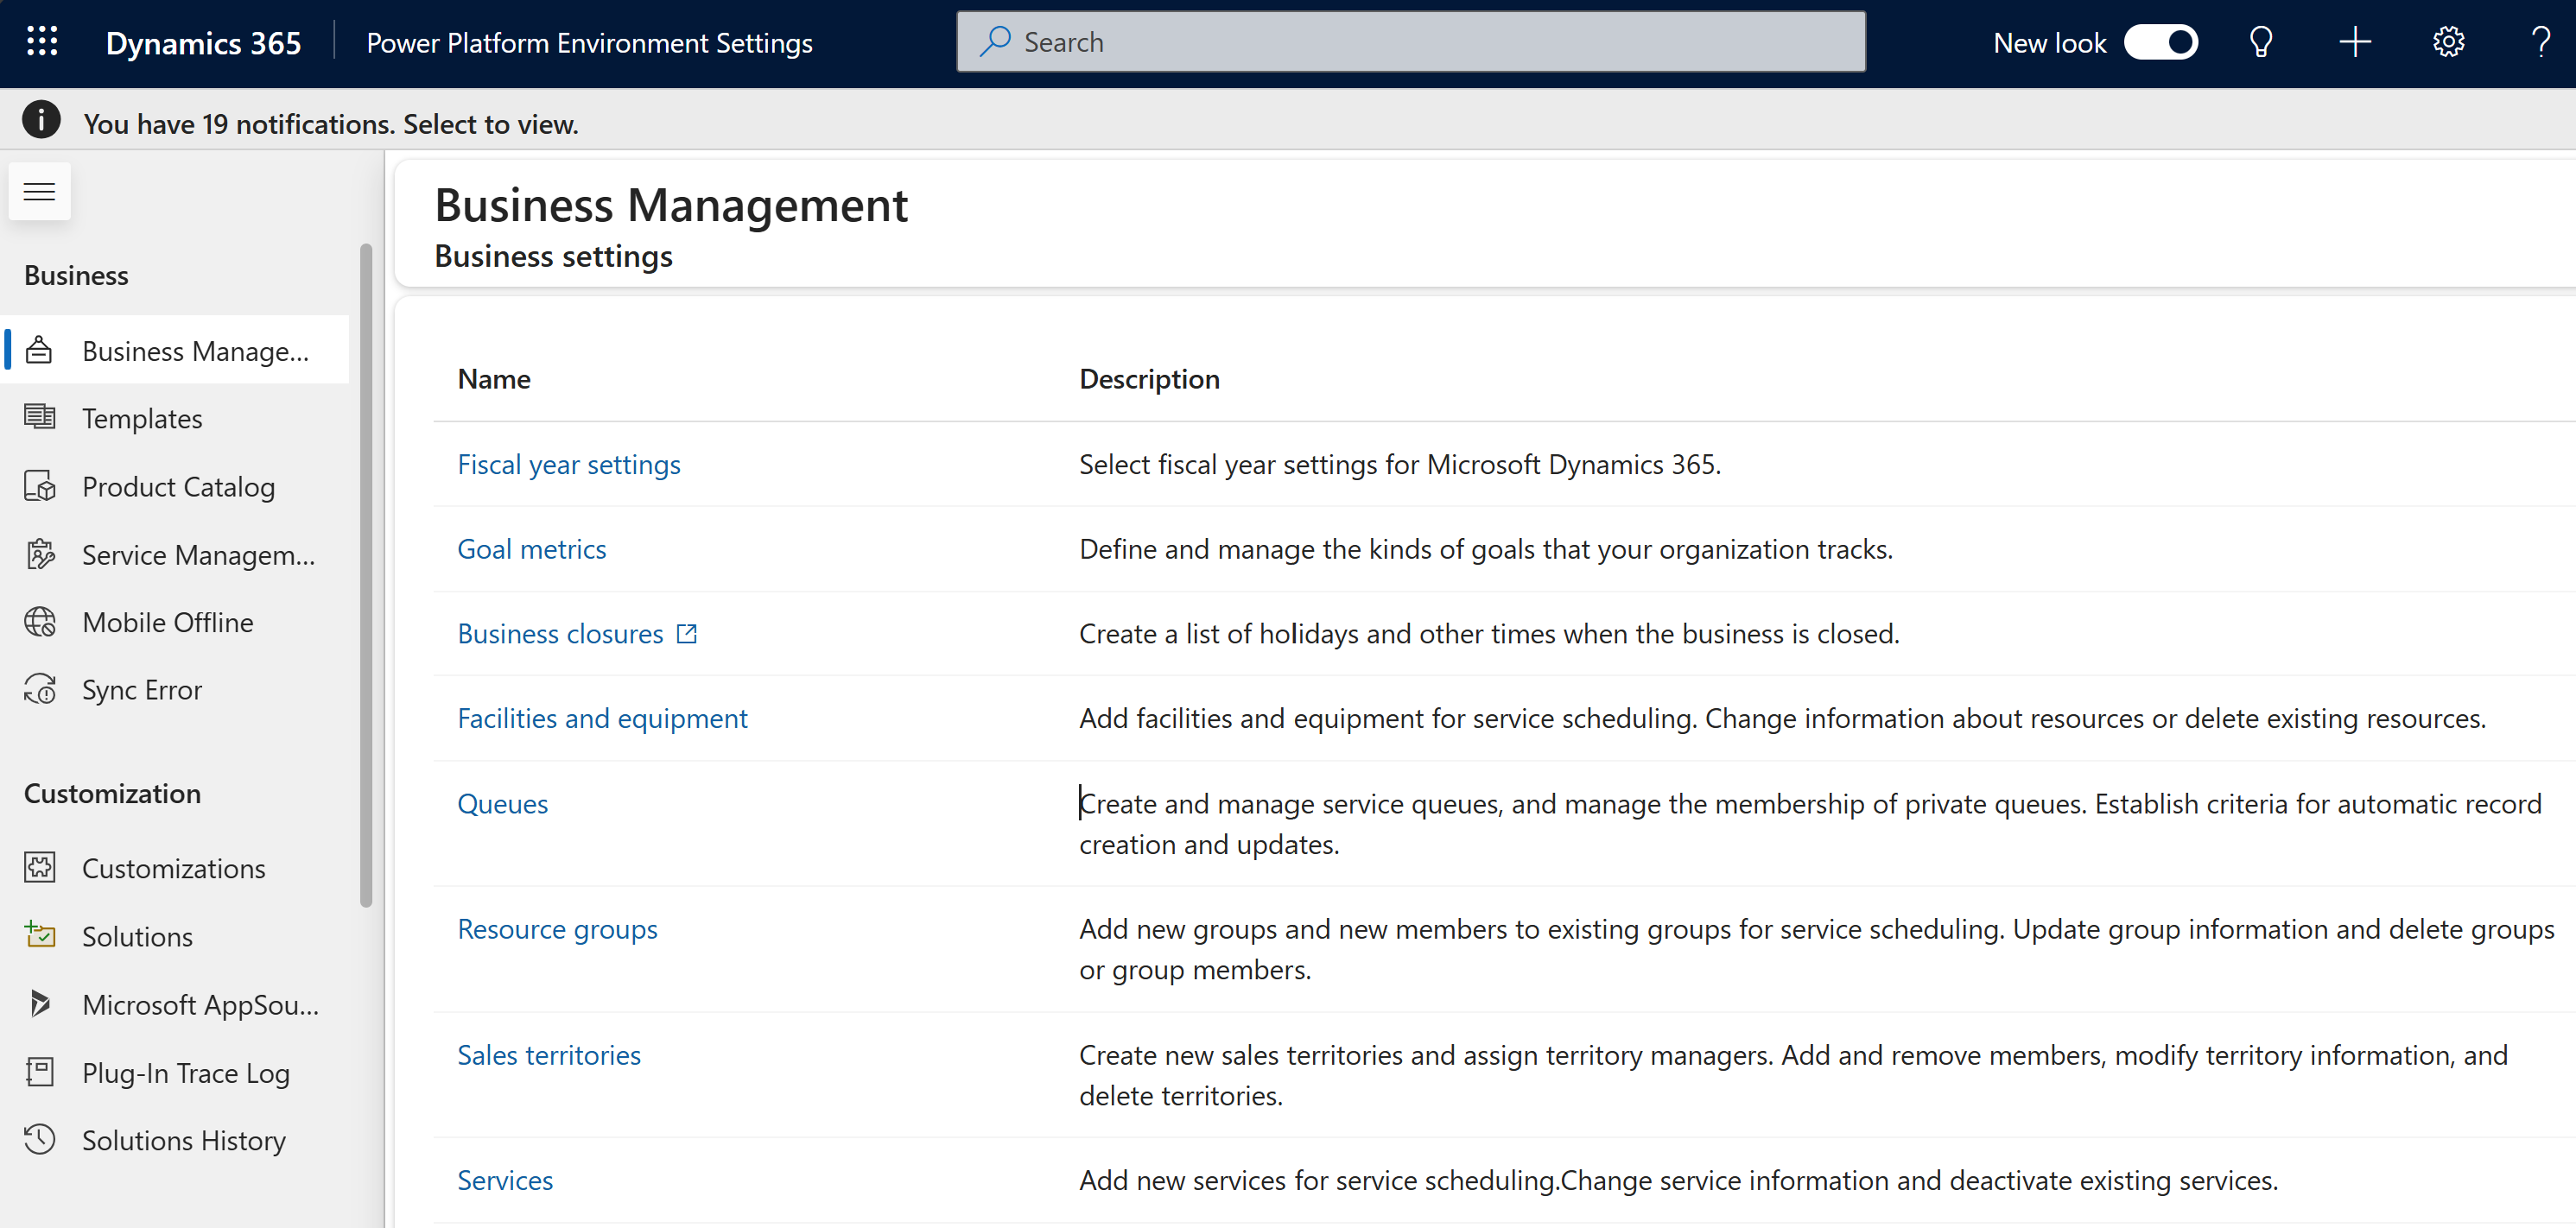 Dynamics 365
Power Platform Environment Settings
Search
New look
You have 19 notifications. Select to view.
Business
Business Manage...
Templates
Product Catalog
Service Managem...
Mobile Offline
Sync Error
Customization
Customizations
Solutions
Microsoft AppSou...
Plug-In Trace Log
Solutions History
Business Management
Business settings
Name Description
Fiscal year settings Select fiscal year settings for Microsoft Dynamics 365.
Goal metrics Define and manage the kinds of goals that your organization tracks.
Business closures Create a list of holidays and other times when the business is closed.
Facilities and equipment Add facilities and equipment for service scheduling. Change information about resources or delete existing resources.
Queues Create and manage service queues, and manage the membership of private queues. Establish criteria for automatic record
creation and updates.
Resource groups Add new groups and new members to existing groups for service scheduling. Update group information and delete groups
or group members.
Sales territories Create new sales territories and assign territory managers. Add and remove members, modify territory information, and
delete territories.
Services Add new services for service scheduling.Change service information and deactivate existing services.